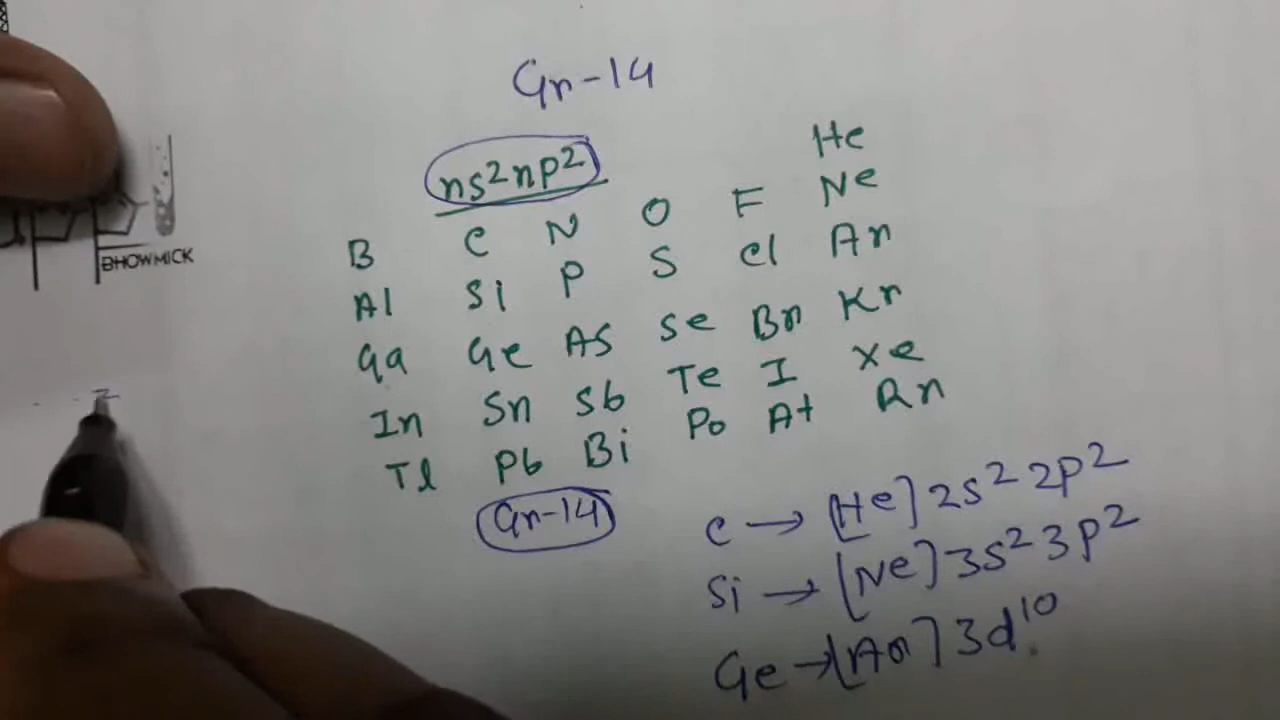 Gr-14
ns²np²
He
B C N O F Ne
Al Si P S Cl Ar
Ga Ge As Se Br Kr
In Sn Sb Te I Xe
Tl Pb Bi Po At Rn
Gr-14
C → [He] 2s² 2p²
Si → [Ne] 3s² 3p²
Ge → [Ar] 3d¹⁰
BHOWMICK